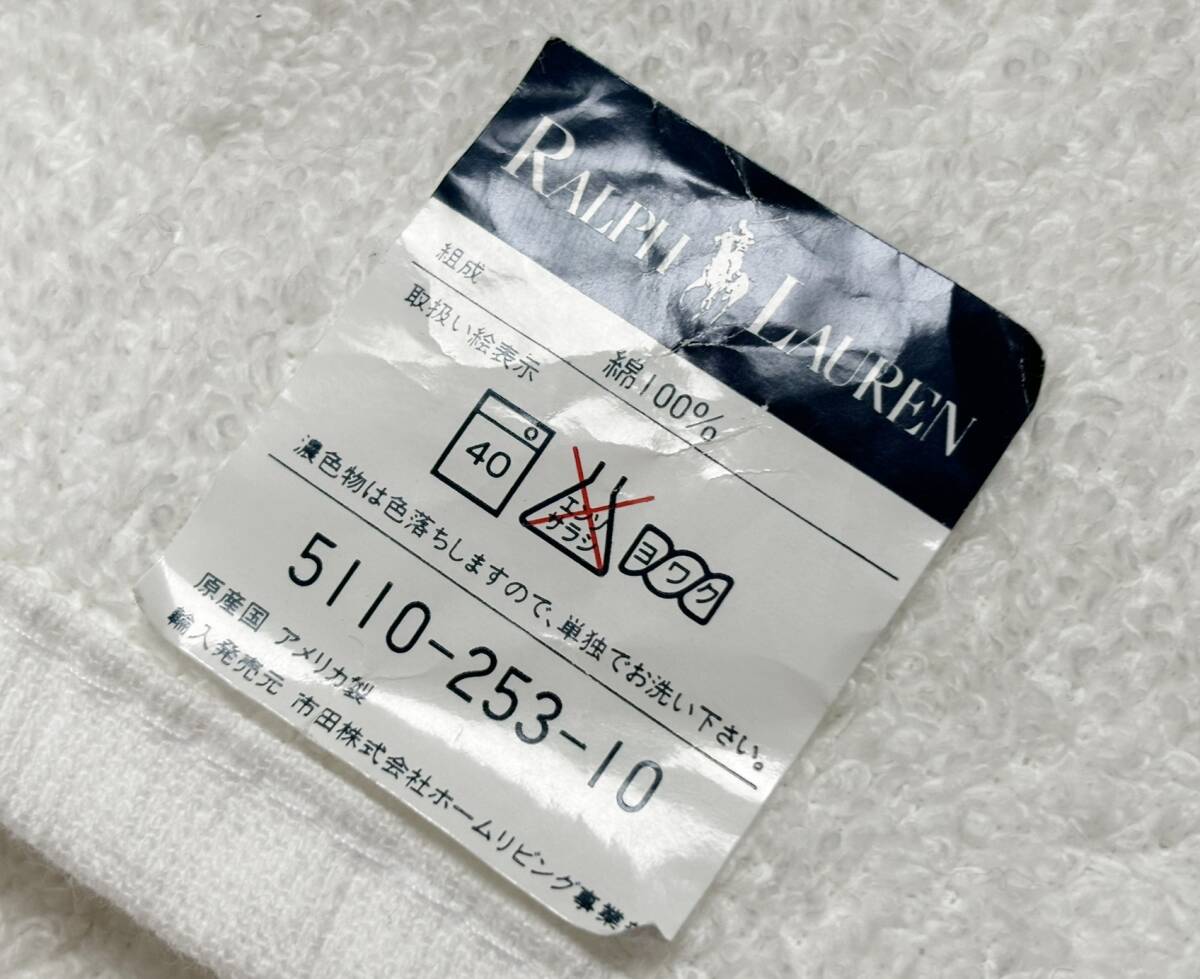 RALPH LAUREN
組成
綿100%
取扱い絵表示
40
エンソ
サラシ
ヨワク
濃色物は色落ちしますので、単独でお洗い下さい。
5110-253-10
原産国 アメリカ製
輸入発売元 市田株式会社ホームリビング事業